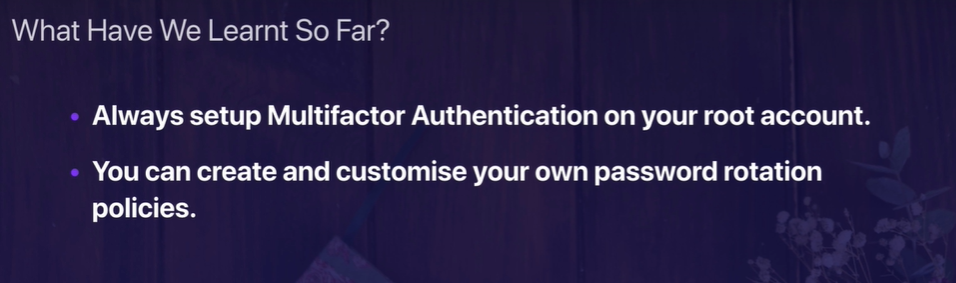 What Have We Learnt So Far?
• Always setup Multifactor Authentication on your root account.
• You can create and customise your own password rotation
policies.